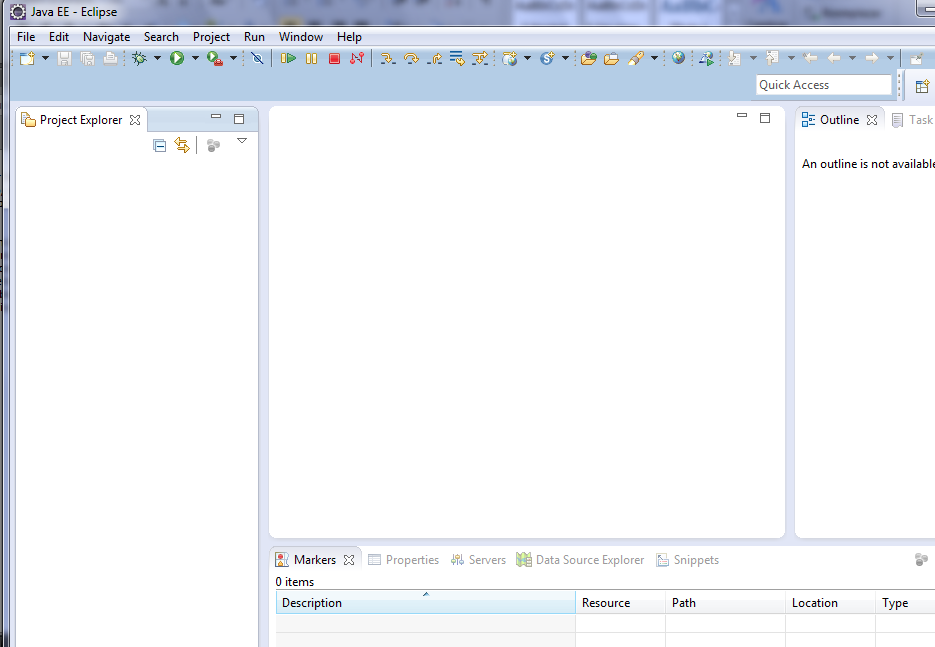 Java EE - Eclipse
File Edit Navigate Search Project Run Window Help
Quick Access
Project Explorer
Outline Task
An outline is not available
Markers Properties Servers Data Source Explorer Snippets
0 items
Description Resource Path Location Type